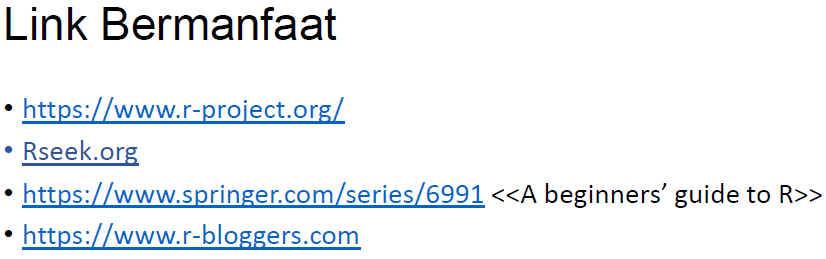 Link Bermanfaat
• https://www.r-project.org/
• Rseek.org
• https://www.springer.com/series/6991 <<A beginners’ guide to R>>
• https://www.r-bloggers.com